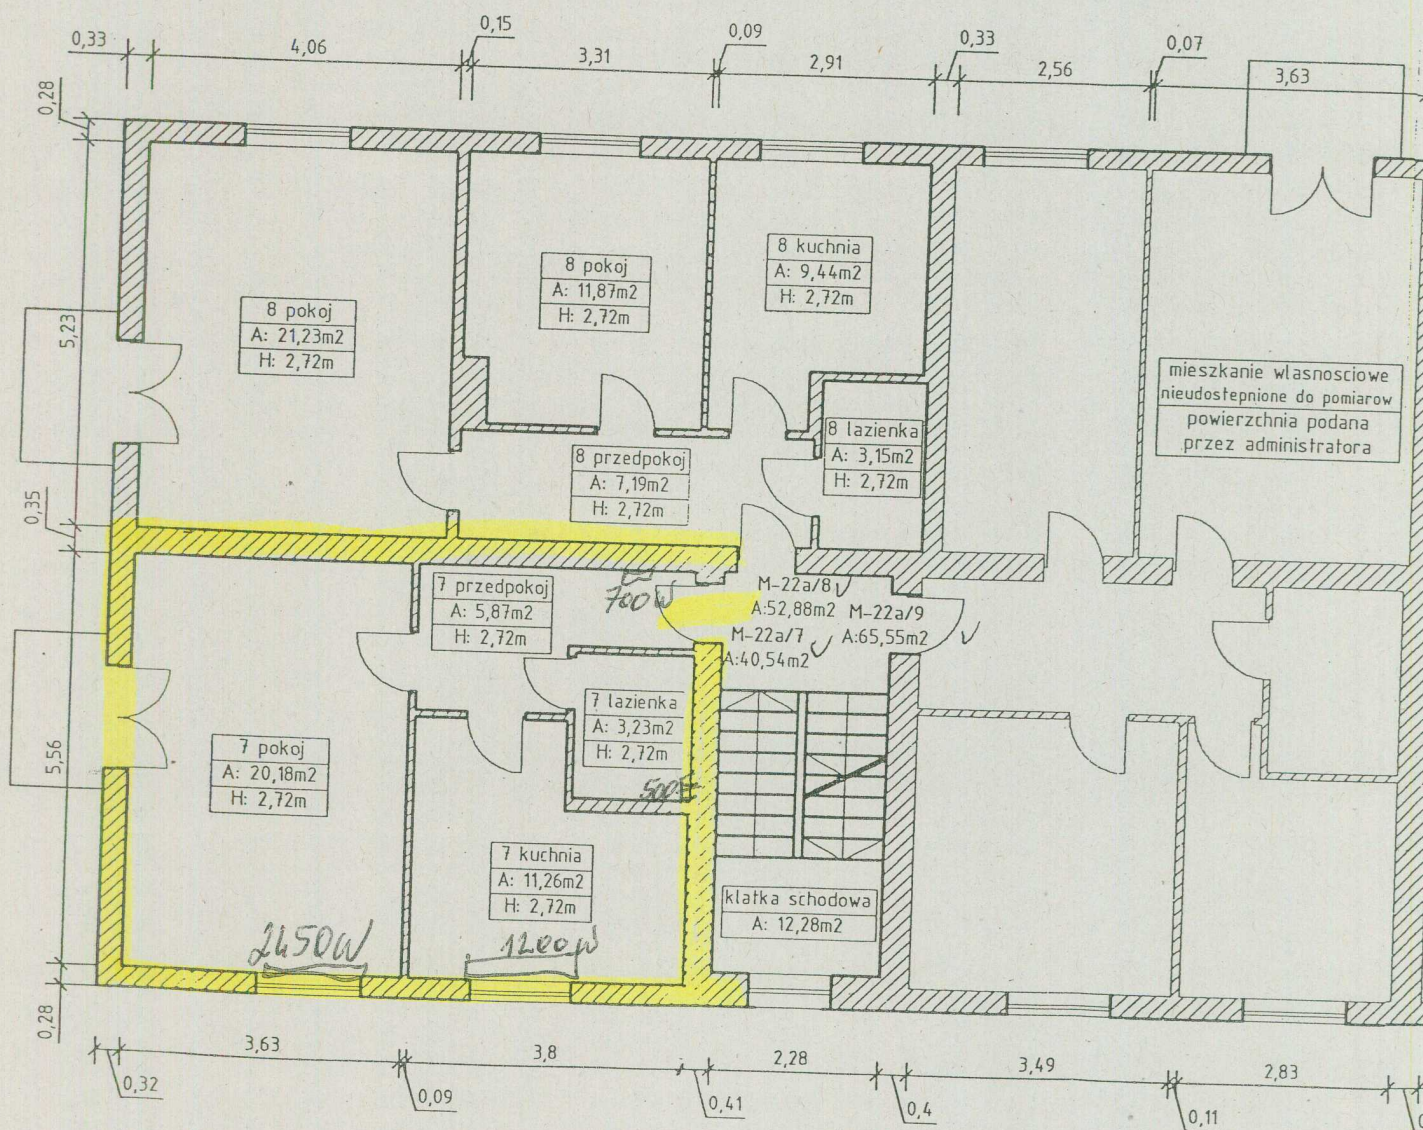 0,33
4,06
0,15
3,31
0,09
2,91
0,33
2,56
0,07
3,63
0,28
5,23
0,35
5,56
0,28
8 pokoj
A: 21,23m2
H: 2,72m
8 pokoj
A: 11,87m2
H: 2,72m
8 kuchnia
A: 9,44m2
H: 2,72m
8 lazienka
A: 3,15m2
H: 2,72m
8 przedpokoj
A: 7,19m2
H: 2,72m
mieszkanie wlasnosciowe
nieudostepnione do pomiarow
powierzchnia podana
przez administratora
7 przedpokoj
A: 5,87m2
H: 2,72m
700W
M-22a/8
A:52,88m2
M-22a/9
A:65,55m2
M-22a/7
A:40,54m2
7 lazienka
A: 3,23m2
H: 2,72m
7 pokoj
A: 20,18m2
H: 2,72m
7 kuchnia
A: 11,26m2
H: 2,72m
klatka schodowa
A: 12,28m2
2450W
1200W
3,63
3,8
2,28
3,49
2,83
0,32
0,09
0,41
0,4
0,11